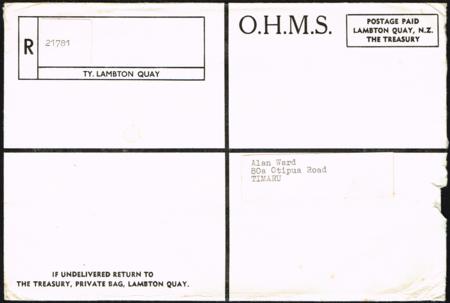 R
21781
TY. LAMBTON QUAY
O.H.M.S.
POSTAGE PAID
LAMBTON QUAY, N.Z.
THE TREASURY
Alan Ward
80a Otipua Road
TIMARU
IF UNDELIVERED RETURN TO
THE TREASURY, PRIVATE BAG, LAMBTON QUAY.